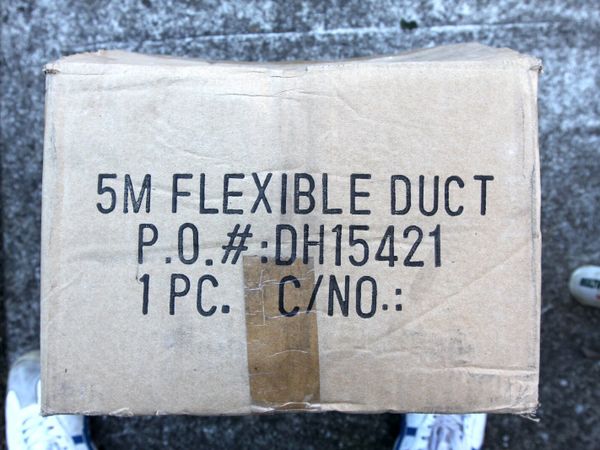 5M FLEXIBLE DUCT
P.O.#:DH15421
1 PC. C/NO.: